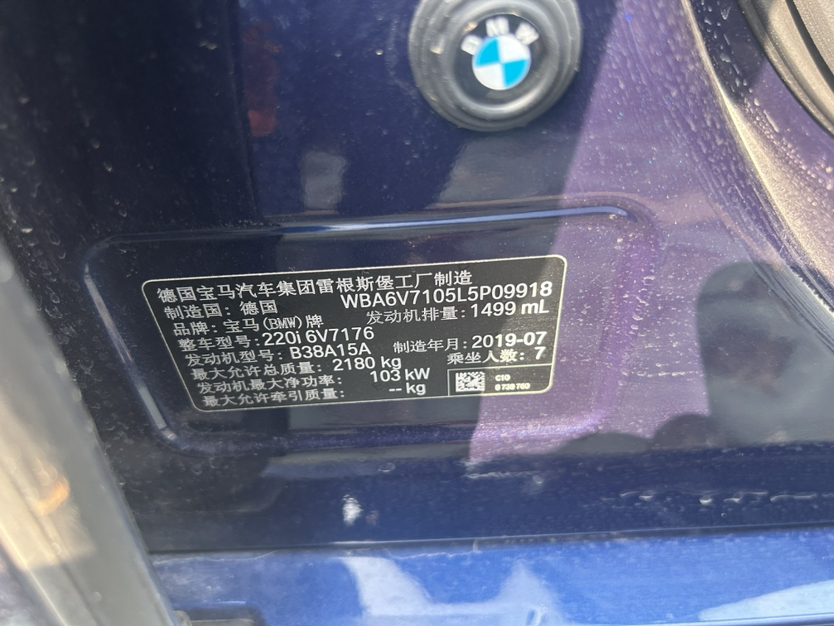 BMW
德国宝马汽车集团雷根斯堡工厂制造
制造国：德国 WBA6V7105L5P09918
品牌：宝马(BMW)牌 发动机排量：1499 mL
整车型号：220i 6V7176
发动机型号：B38A15A 制造年月：2019-07
最大允许总质量： 2180 kg 乘坐人数：7
发动机最大净功率： 103 kW
最大允许牵引质量： -- kg
C10
6738703